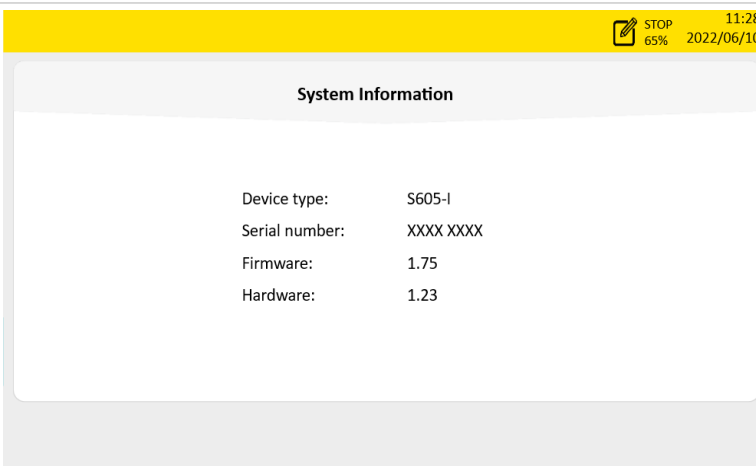 STOP 11:28
65% 2022/06/10
System Information
Device type: S605-I
Serial number: XXXX XXXX
Firmware: 1.75
Hardware: 1.23